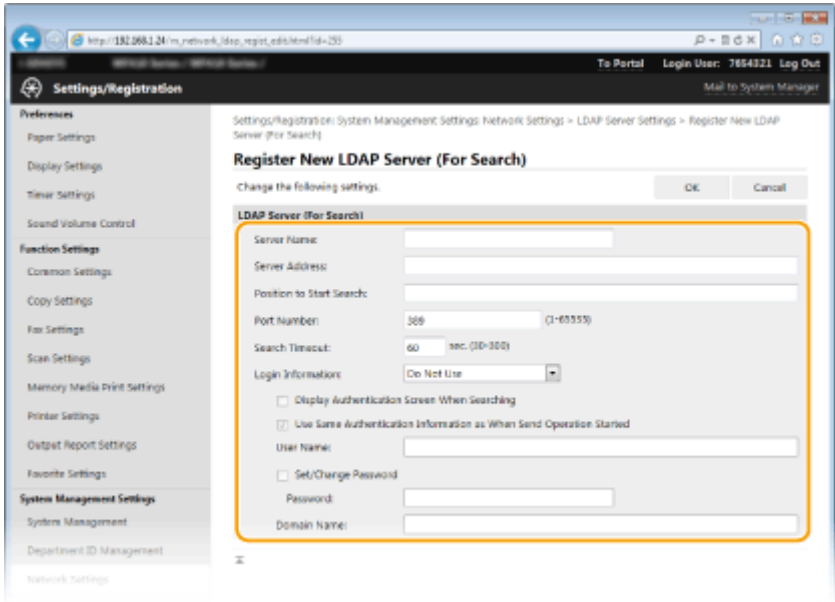 http://192.168.1.24/m_network_ldap_regist_edit.html?id=255
To Portal Login User: 7654321 Log Out
Settings/Registration
Mail to System Manager
Preferences
Paper Settings
Display Settings
Timer Settings
Sound Volume Control
Function Settings
Common Settings
Copy Settings
Fax Settings
Scan Settings
Memory Media Print Settings
Printer Settings
Output Report Settings
Favorite Settings
System Management Settings
System Management
Department ID Management
Network Settings
Settings/Registration: System Management Settings: Network Settings > LDAP Server Settings > Register New LDAP
Server (For Search)
Register New LDAP Server (For Search)
Change the following settings.
OK Cancel
LDAP Server (For Search)
Server Name:
Server Address:
Position to Start Search:
Port Number: 389 (1-65535)
Search Timeout: 60 sec. (30-300)
Login Information: Do Not Use
Display Authentication Screen When Searching
Use Same Authentication Information as When Send Operation Started
User Name:
Set/Change Password
Password:
Domain Name: